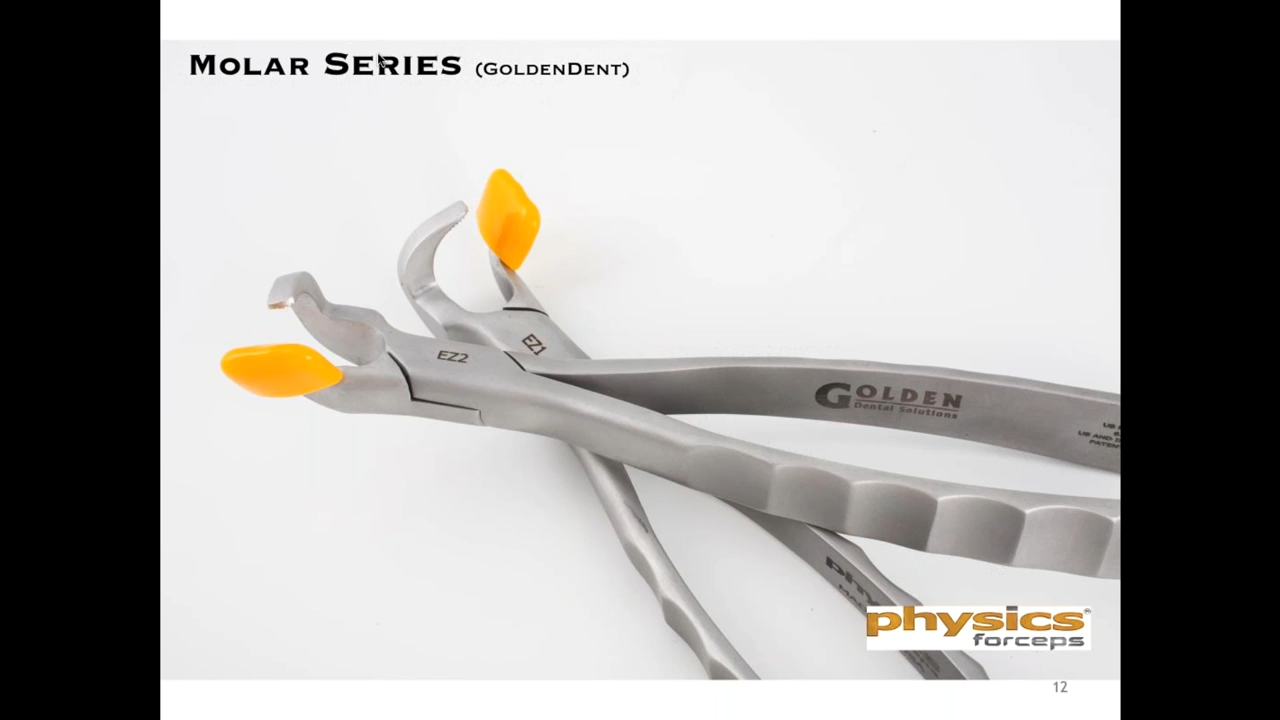 MOLAR SERIES (GOLDENDENT)
EZ1
EZ2
GOLDEN
Dental Solutions
physics
forceps
12